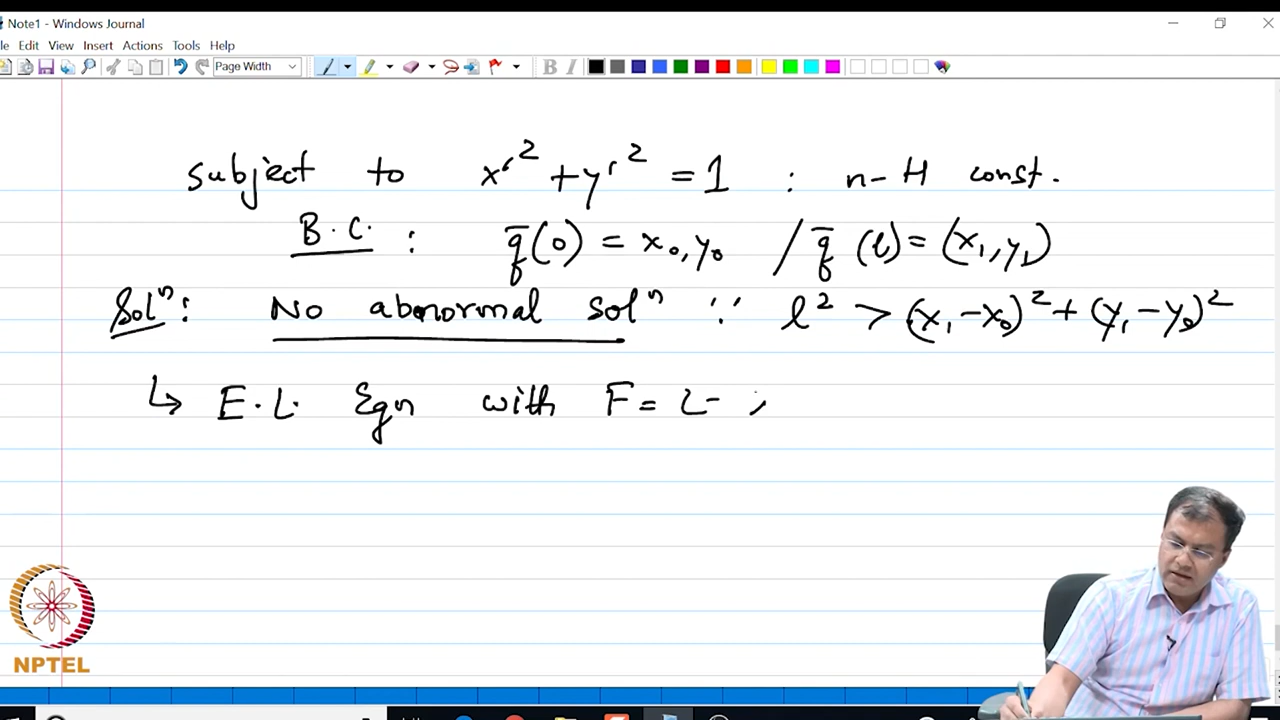 Note1 - Windows Journal
Edit View Insert Actions Tools Help
Page Width
subject to x'² + y'² = 1 : n-H const.
B.C. : q̄(0) = x₀, y₀ / q̄(l) = (x₁, y₁)
Solⁿ: No abnormal solⁿ ∵ l² > (x₁ - x₀)² + (y₁ - y₀)²
↳ E.L. Eqn with F = L -
NPTEL